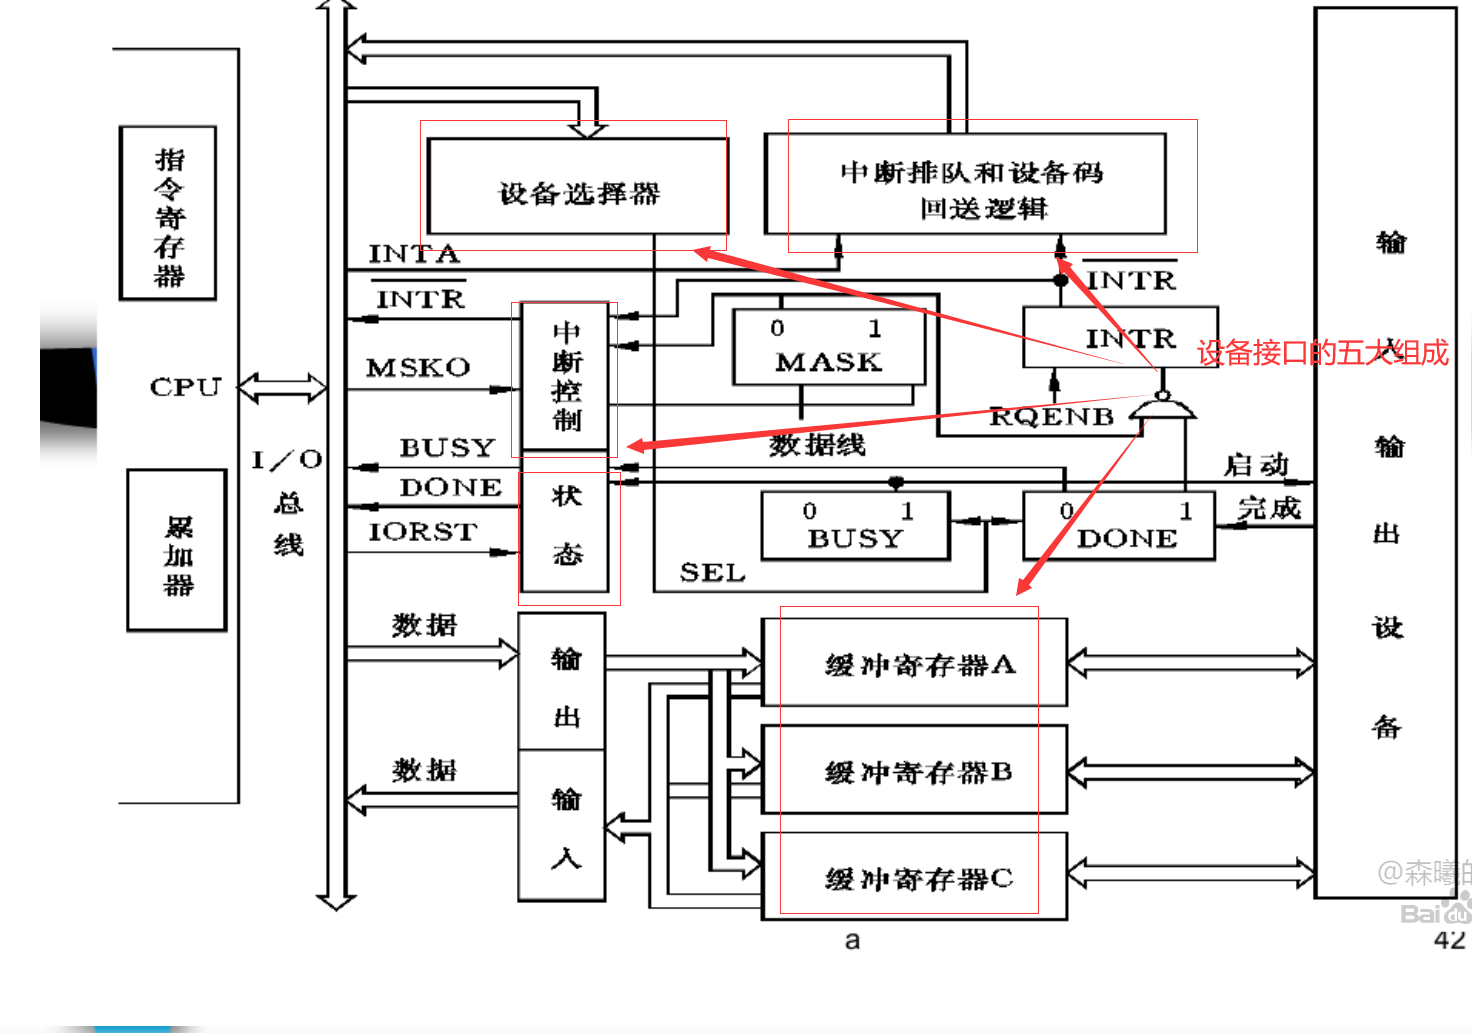 指令寄存器
累加器
CPU
I/O
总
线
设备选择器
中断排队和设备码
回送逻辑
INTA
INTR
MSKO
BUSY
DONE
IORST
中断控制
状态
0 1
MASK
数据线
INTR
INTR
RQENB
设备接口的五大组成
启动
完成
0 1
BUSY
0 1
DONE
SEL
数据
数据
输出
输入
缓冲寄存器A
缓冲寄存器B
缓冲寄存器C
输入输出设备
@森曦的
Baidu
a
42